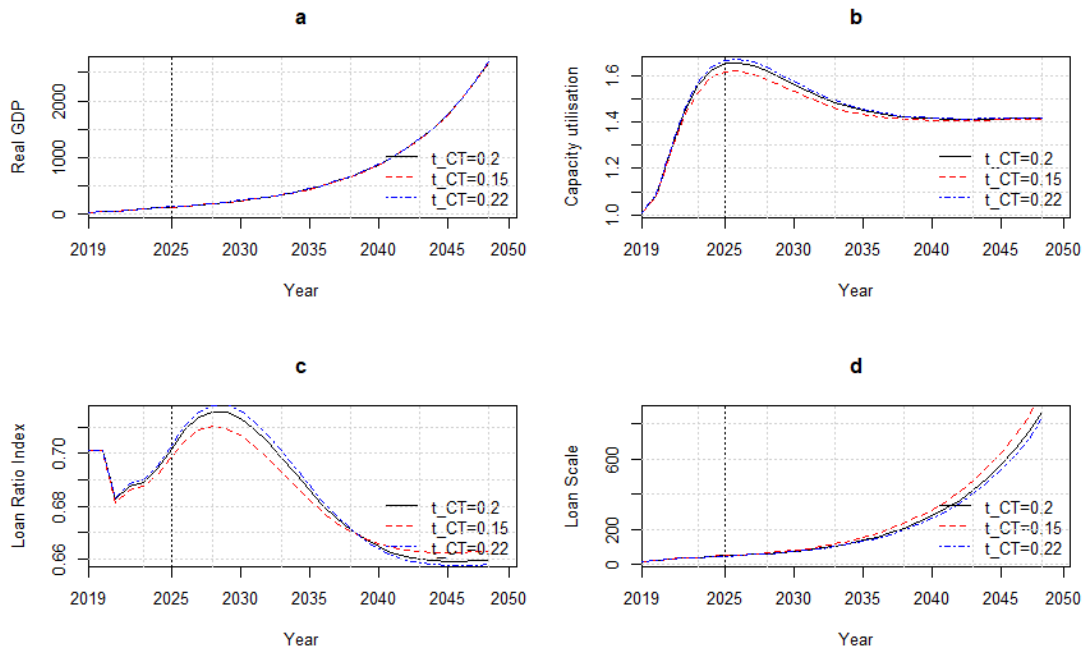 a
Real GDP
2000
1000
0
t_CT=0.2
t_CT=0.15
t_CT=0.22
2019 2025 2030 2035 2040 2045 2050
Year
b
Capacity utilisation
1.6
1.4
1.2
1.0
t_CT=0.2
t_CT=0.15
t_CT=0.22
2019 2025 2030 2035 2040 2045 2050
Year
c
Loan Ratio Index
0.70
0.68
0.66
t_CT=0.2
t_CT=0.15
t_CT=0.22
2019 2025 2030 2035 2040 2045 2050
Year
d
Loan Scale
600
200
0
t_CT=0.2
t_CT=0.15
t_CT=0.22
2019 2025 2030 2035 2040 2045 2050
Year